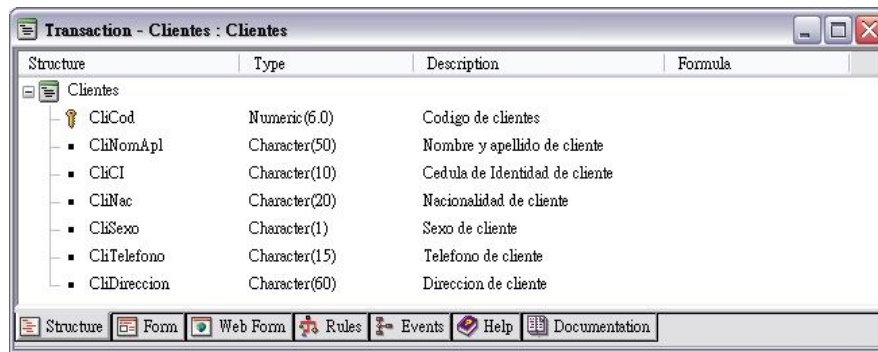 Transaction - Clientes : Clientes
Structure Type Description Formula
Clientes
CliCod Numeric(6.0) Codigo de clientes
CliNomApl Character(50) Nombre y apellido de cliente
CliCI Character(10) Cedula de Identidad de cliente
CliNac Character(20) Nacionalidad de cliente
CliSexo Character(1) Sexo de cliente
CliTelefono Character(15) Telefono de cliente
CliDireccion Character(60) Direccion de cliente
Structure Form Web Form Rules Events Help Documentation